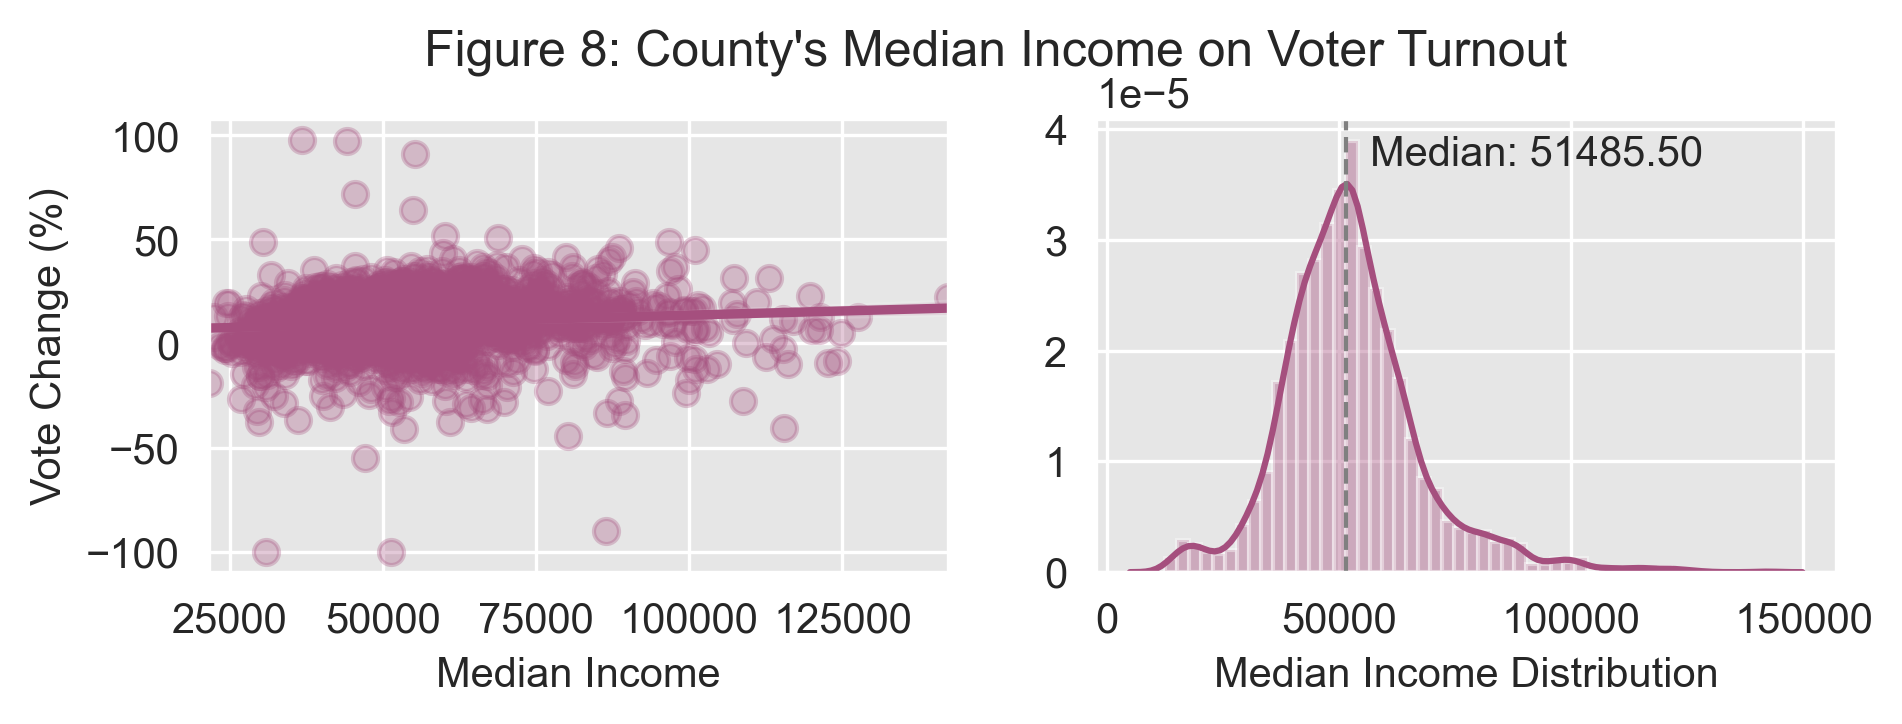 Figure 8: County's Median Income on Voter Turnout
100
50
0
−50
−100
Vote Change (%)
25000 50000 75000 100000 125000
Median Income
1e−5
4
3
2
1
0
Median: 51485.50
0 50000 100000 150000
Median Income Distribution